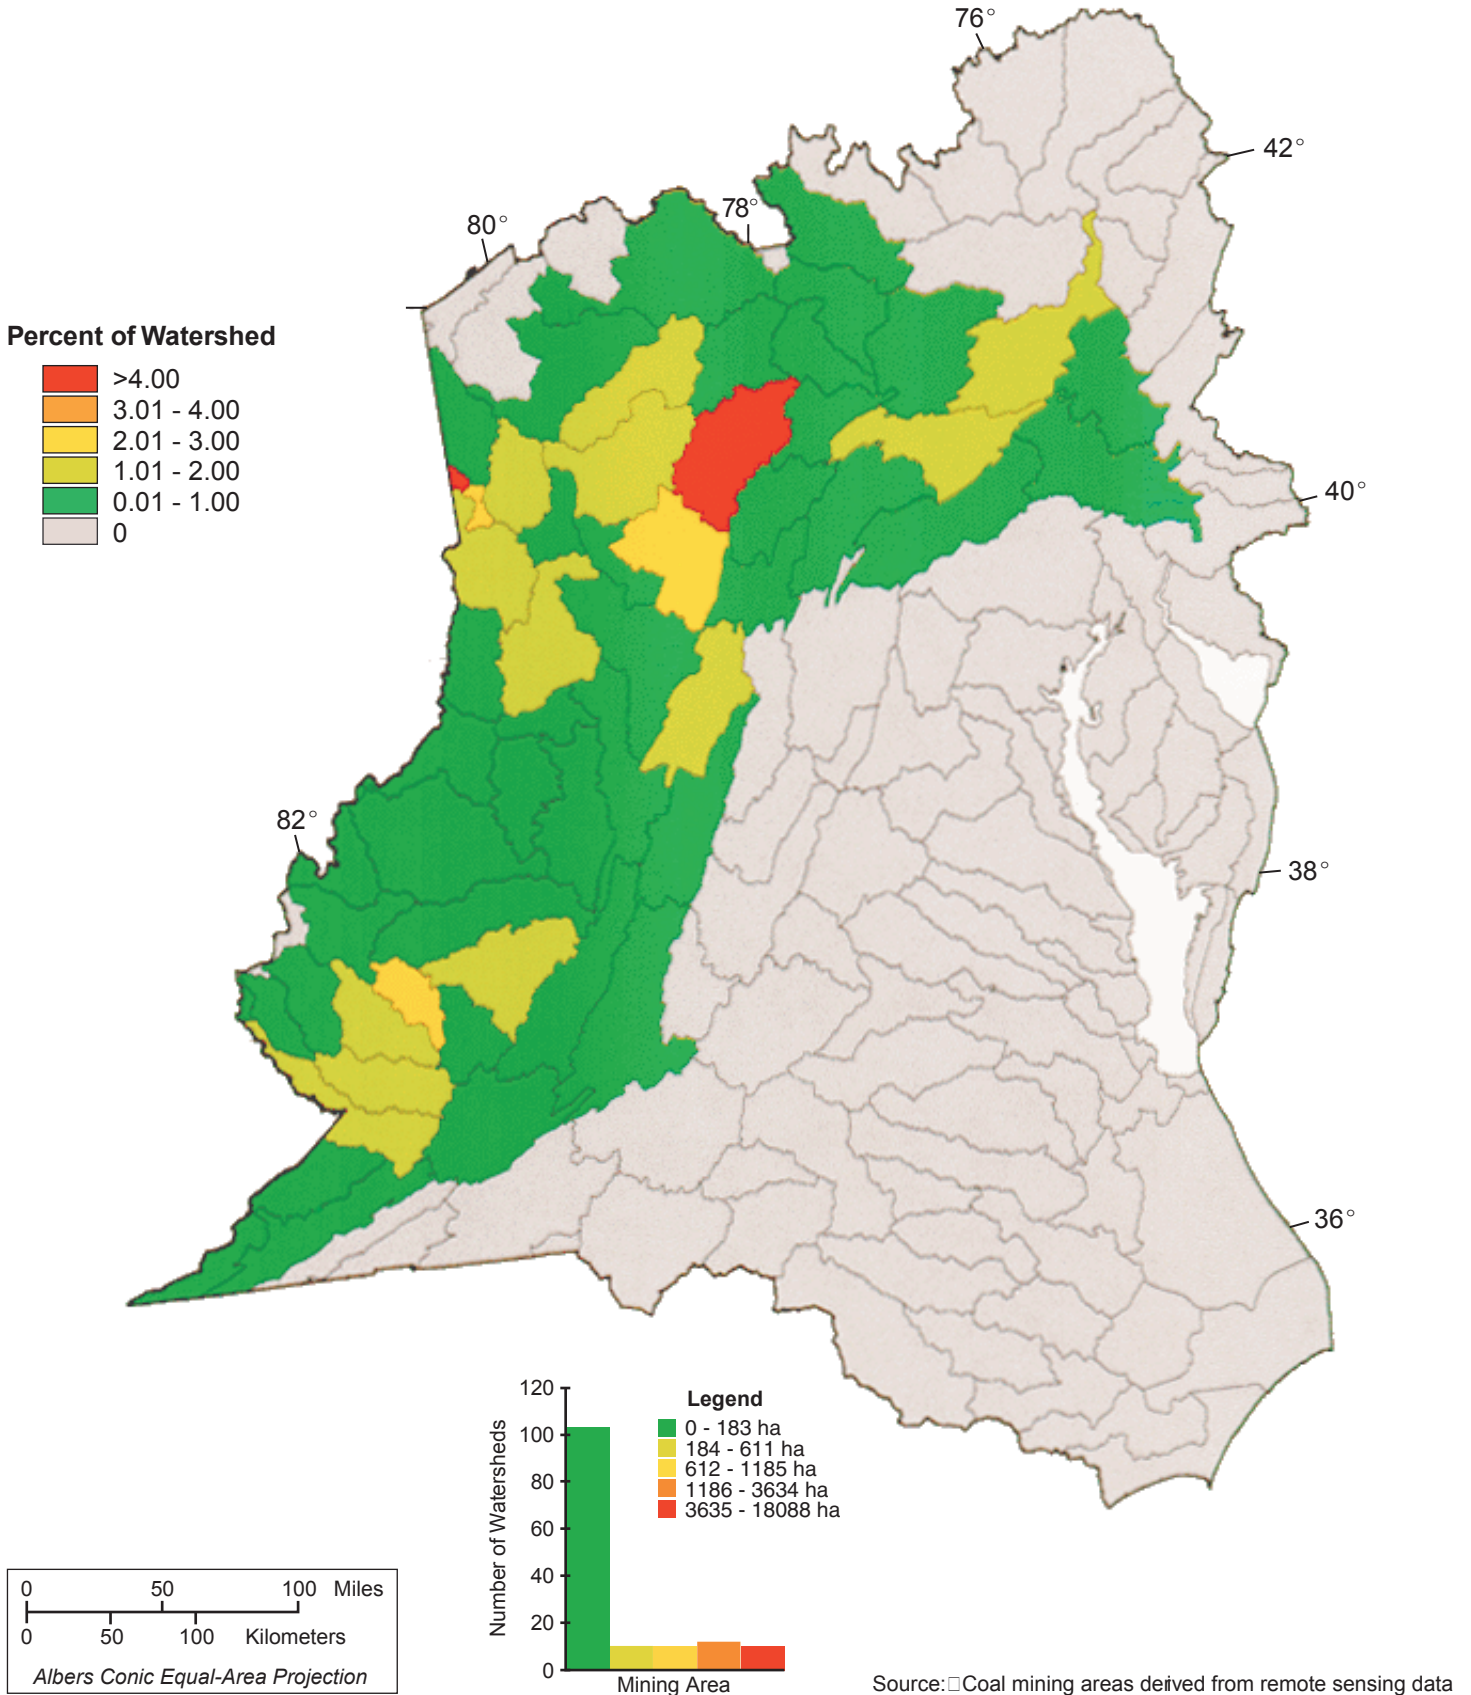 76°
42°
78°
80°
Percent of Watershed
>4.00
3.01 - 4.00
2.01 - 3.00
1.01 - 2.00
0.01 - 1.00
0
40°
82°
38°
36°
120
100
80
60
40
20
0
Number of Watersheds
Mining Area
Legend
0 - 183 ha
184 - 611 ha
612 - 1185 ha
1186 - 3634 ha
3635 - 18088 ha
0 50 100 Miles
0 50 100 Kilometers
Albers Conic Equal-Area Projection
Source:□Coal mining areas derived from remote sensing data